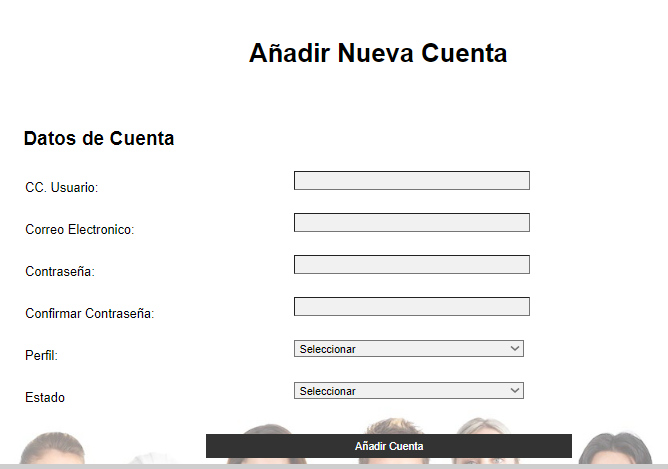 Añadir Nueva Cuenta
Datos de Cuenta
CC. Usuario:
Correo Electronico:
Contraseña:
Confirmar Contraseña:
Perfil: Seleccionar
Estado Seleccionar
Añadir Cuenta